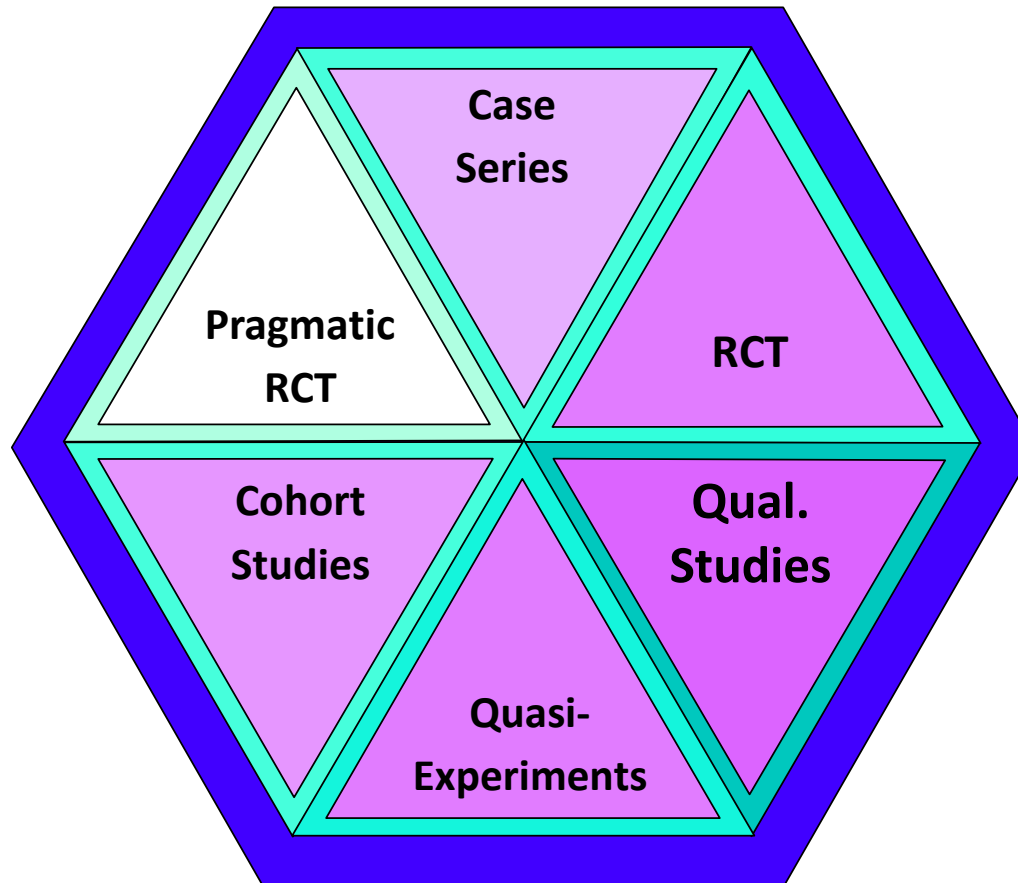 Case
Series
Pragmatic
RCT
RCT
Cohort
Studies
Qual.
Studies
Quasi-
Experiments